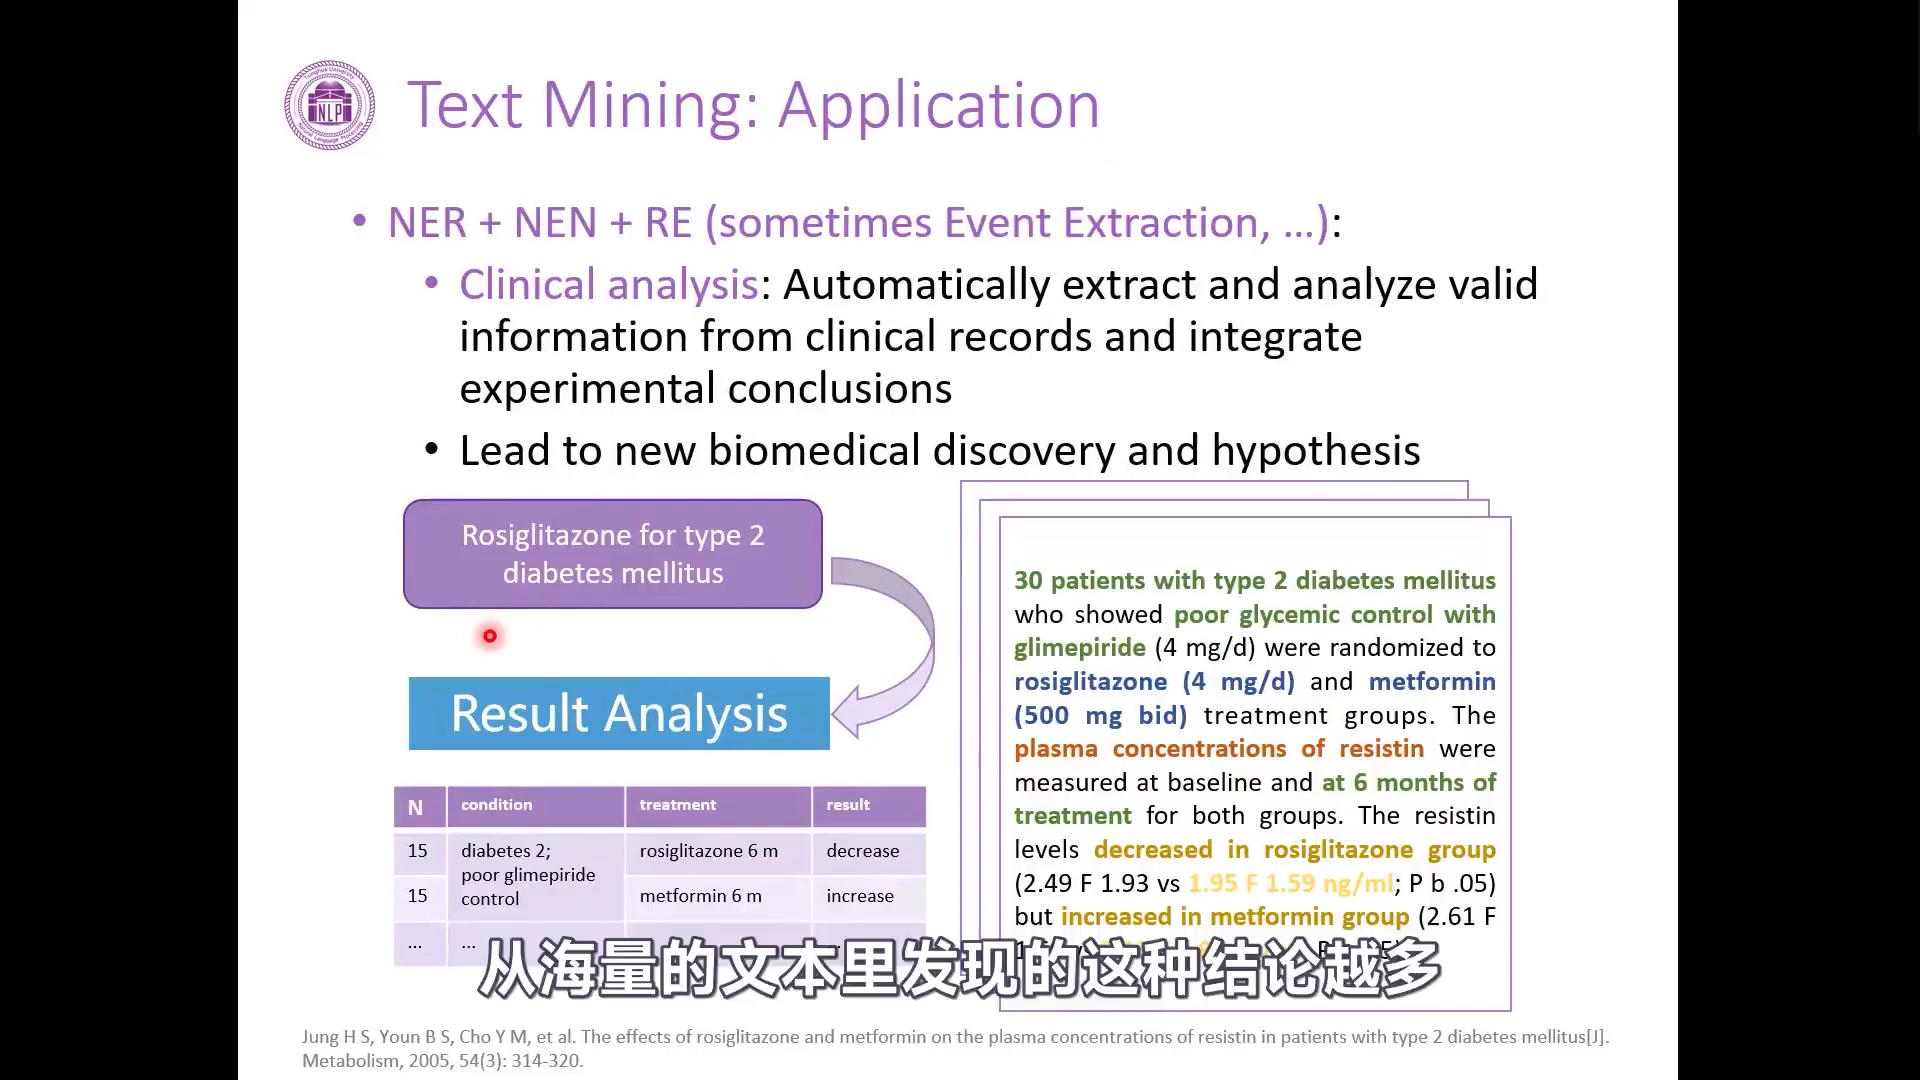 Tsinghua University
NLP
Natural Language Processing
Text Mining: Application
• NER + NEN + RE (sometimes Event Extraction, ...):
• Clinical analysis: Automatically extract and analyze valid
information from clinical records and integrate
experimental conclusions
• Lead to new biomedical discovery and hypothesis
Rosiglitazone for type 2
diabetes mellitus
Result Analysis
N condition treatment result
15 diabetes 2; rosiglitazone 6 m decrease
poor glimepiride
control
15 metformin 6 m increase
... ...
30 patients with type 2 diabetes mellitus
who showed poor glycemic control with
glimepiride (4 mg/d) were randomized to
rosiglitazone (4 mg/d) and metformin
(500 mg bid) treatment groups. The
plasma concentrations of resistin were
measured at baseline and at 6 months of
treatment for both groups. The resistin
levels decreased in rosiglitazone group
(2.49 F 1.93 vs 1.95 F 1.59 ng/ml; P b .05)
but increased in metformin group (2.61 F
从海量的文本里发现的这种结论越多
Jung H S, Youn B S, Cho Y M, et al. The effects of rosiglitazone and metformin on the plasma concentrations of resistin in patients with type 2 diabetes mellitus[J].
Metabolism, 2005, 54(3): 314-320.